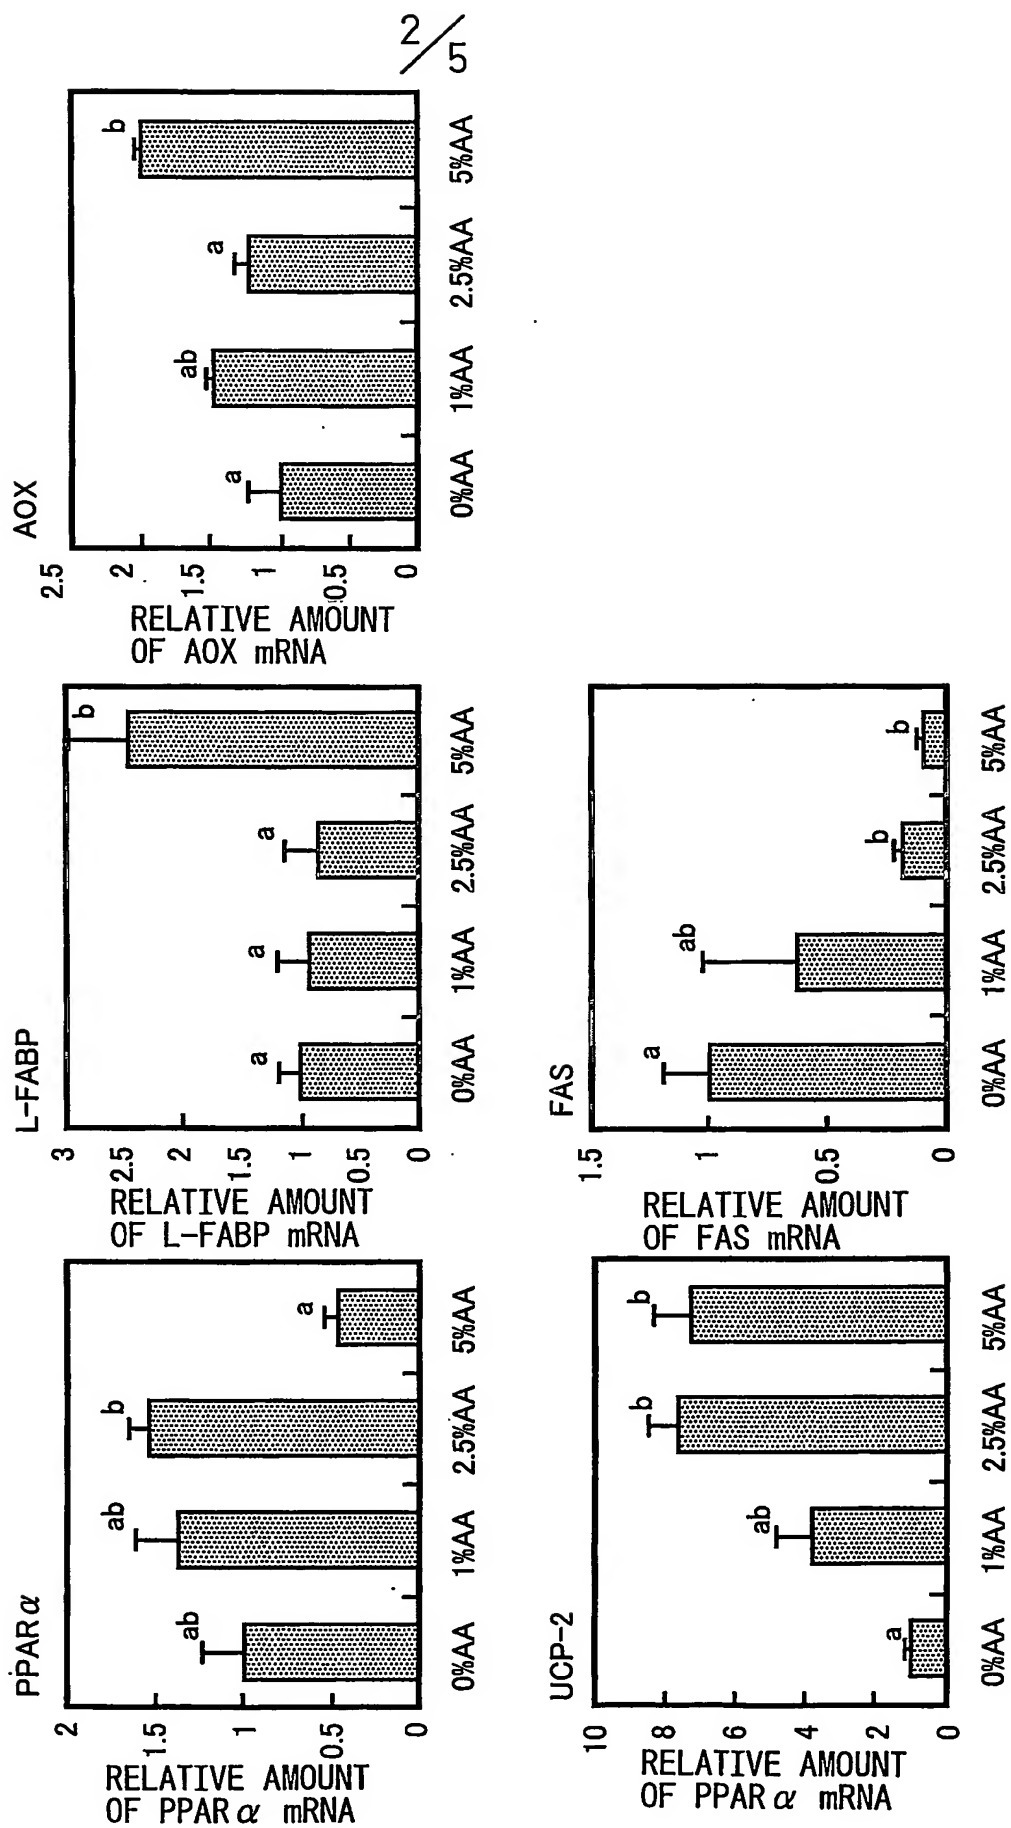 2/5
PPARα
2
1.5
1
0.5
0
RELATIVE AMOUNT
OF PPARα mRNA
ab
ab
b
a
0%AA 1%AA 2.5%AA 5%AA
L-FABP
3
2.5
2
1.5
1
0.5
0
RELATIVE AMOUNT
OF L-FABP mRNA
a
a
a
b
0%AA 1%AA 2.5%AA 5%AA
AOX
2.5
2
1.5
1
0.5
0
RELATIVE AMOUNT
OF AOX mRNA
a
ab
a
b
0%AA 1%AA 2.5%AA 5%AA
UCP-2
10
8
6
4
2
0
RELATIVE AMOUNT
OF PPARα mRNA
a
ab
b
b
0%AA 1%AA 2.5%AA 5%AA
FAS
1.5
1
0.5
0
RELATIVE AMOUNT
OF FAS mRNA
a
ab
b
b
0%AA 1%AA 2.5%AA 5%AA